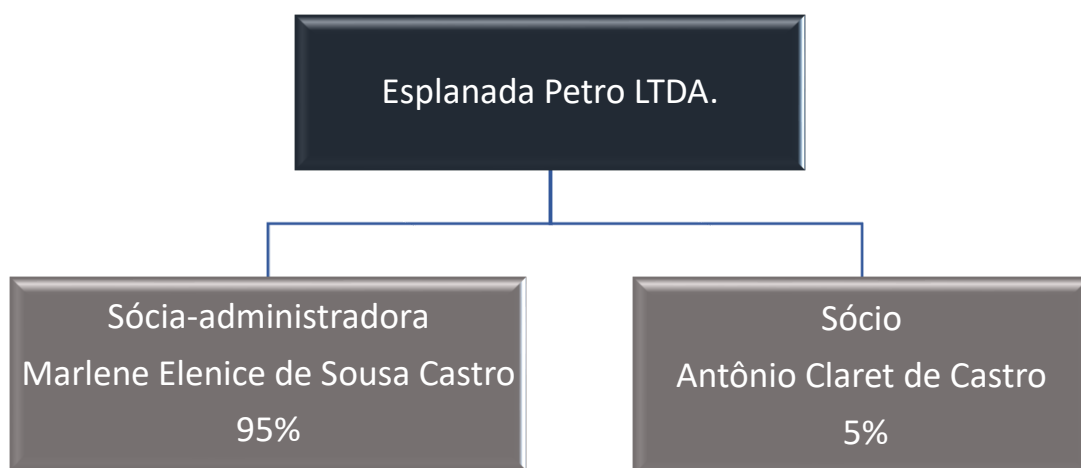 Esplanada Petro LTDA.
Sócia-administradora
Marlene Elenice de Sousa Castro
95%
Sócio
Antônio Claret de Castro
5%